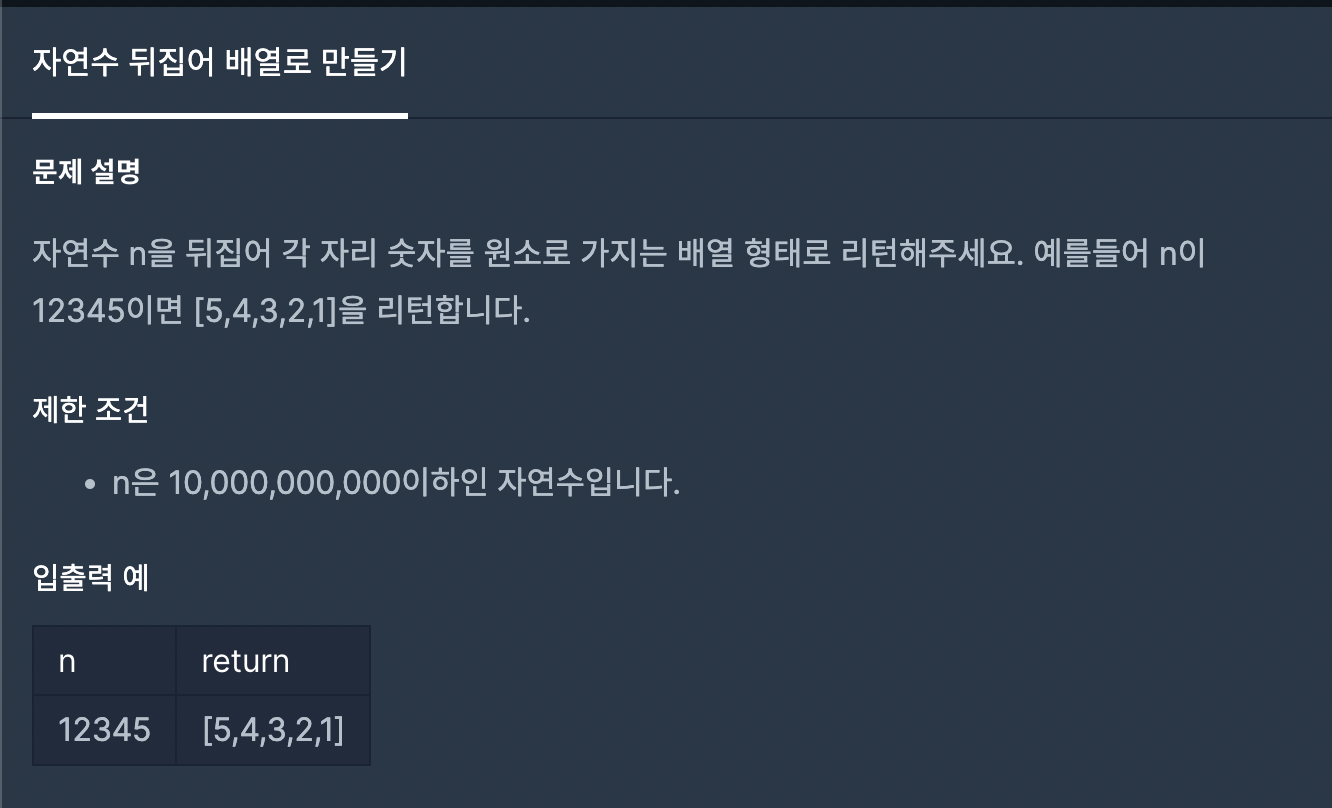 자연수 뒤집어 배열로 만들기
문제 설명
자연수 n을 뒤집어 각 자리 숫자를 원소로 가지는 배열 형태로 리턴해주세요. 예를들어 n이
12345이면 [5,4,3,2,1]을 리턴합니다.
제한 조건
• n은 10,000,000,000이하인 자연수입니다.
입출력 예
n return
12345 [5,4,3,2,1]